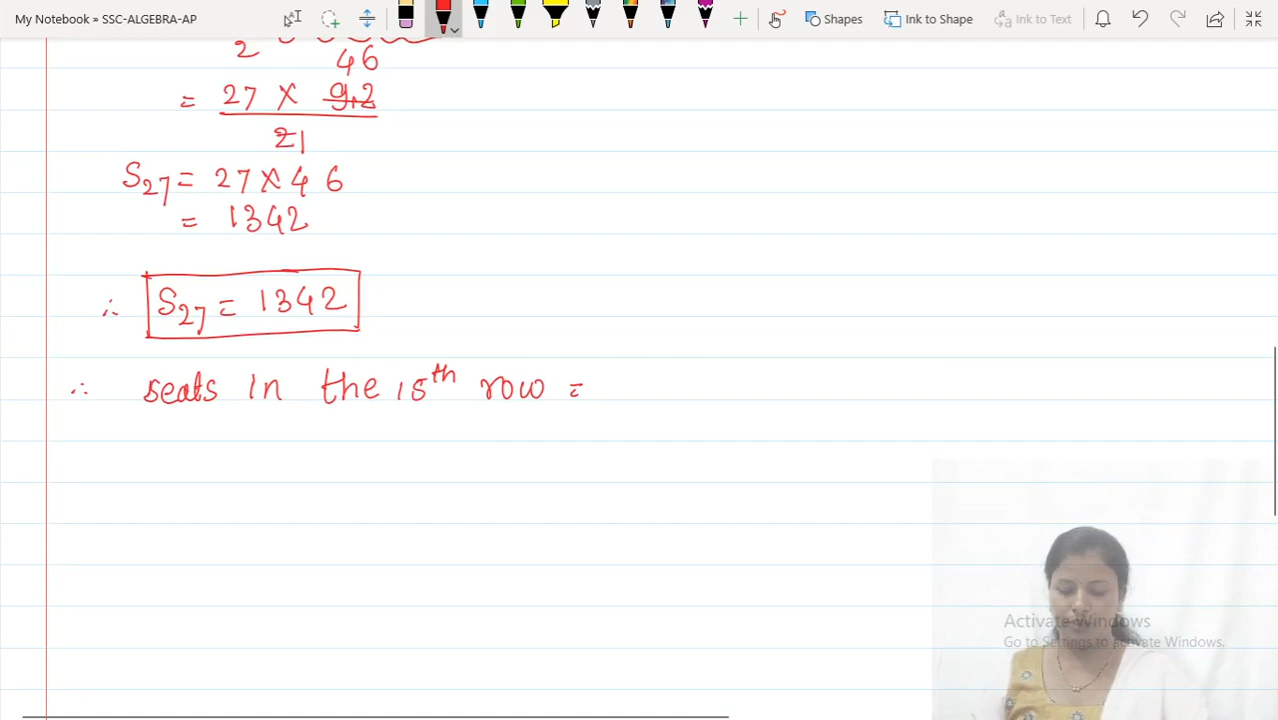 My Notebook » SSC-ALGEBRA-AP
Shapes
Ink to Shape
Ink to Text
2
46
= 27 × 92
21
S27 = 27 × 46
= 1342
∴ S27 = 1342
∴ seats in the 15th row =
Activate Windows
Go to Settings to activate Windows.